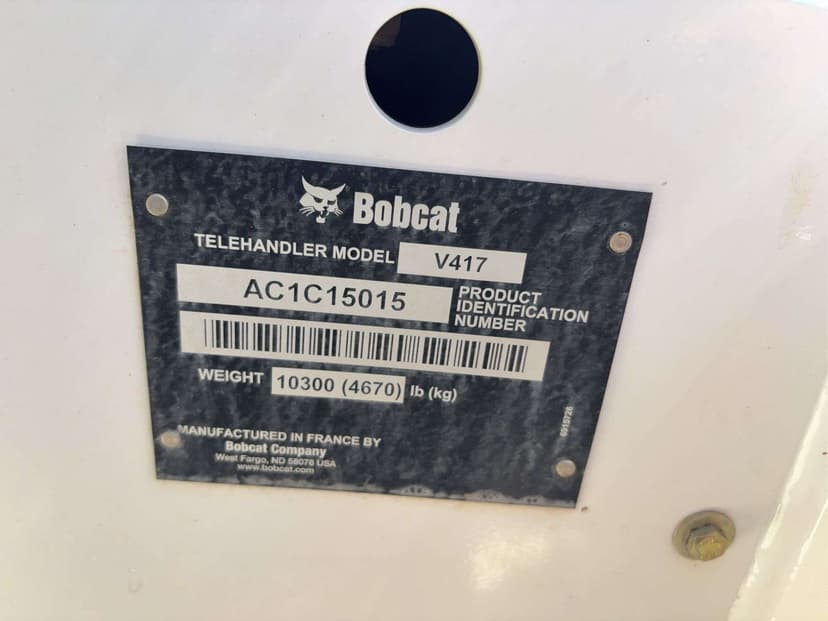 Bobcat
TELEHANDLER MODEL V417
AC1C15015 PRODUCT IDENTIFICATION NUMBER
WEIGHT 10300 (4670) lb (kg)
MANUFACTURED IN FRANCE BY
Bobcat Company
West Fargo, ND 58078 USA
www.bobcat.com